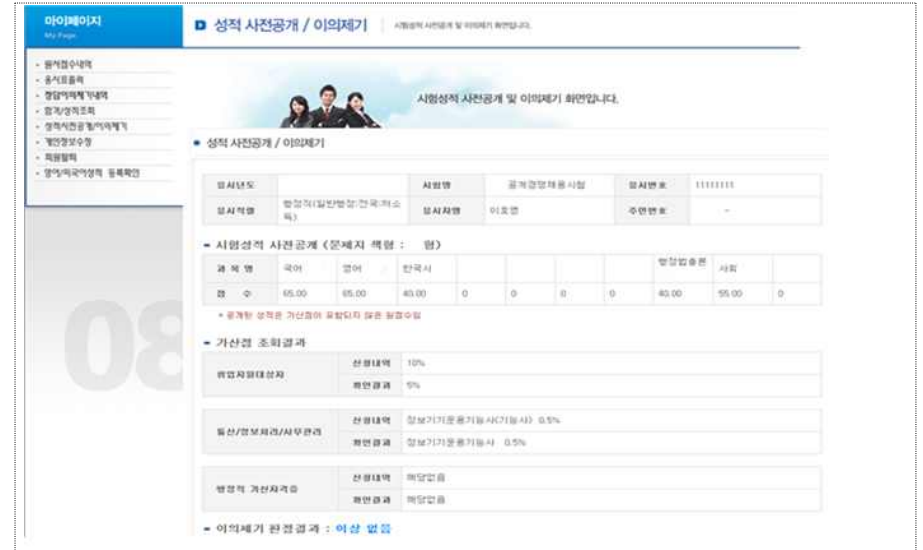 마이페이지
My Page
성적 사전공개 / 이의제기
시험성적 사전공개 및 이의제기 화면입니다.
- 원서접수내역
- 응시표출력
- 정답이의제기내역
- 합격/성적조회
- 성적사전공개/이의제기
- 개인정보수정
- 회원탈퇴
- 영어/외국어성적 등록확인
시험성적 사전공개 및 이의제기 화면입니다.
성적 사전공개 / 이의제기
응시년도 시험명 공개경쟁채용시험 응시번호 11111111
응시직렬 행정직(일반행정:전국:저소득) 응시자명 이호영 주민번호 -
시험성적 사전공개 (문제지 책형 : 형)
과 목 명 국어 영어 한국사 행정법총론 사회
점 수 65.00 65.00 40.00 0 0 0 0 40.00 55.00 0
* 공개된 성적은 가산점이 포함되지 않은 원점수임
가산점 조회결과
취업지원대상자 신청내역 10%
확인결과 5%
통신/정보처리/사무관리 신청내역 정보기기운용기능사(기능사) 0.5%
확인결과 정보기기운용기능사 0.5%
행정직 가산자격증 신청내역 해당없음
확인결과 해당없음
이의제기 판정결과 : 이상 없음
08